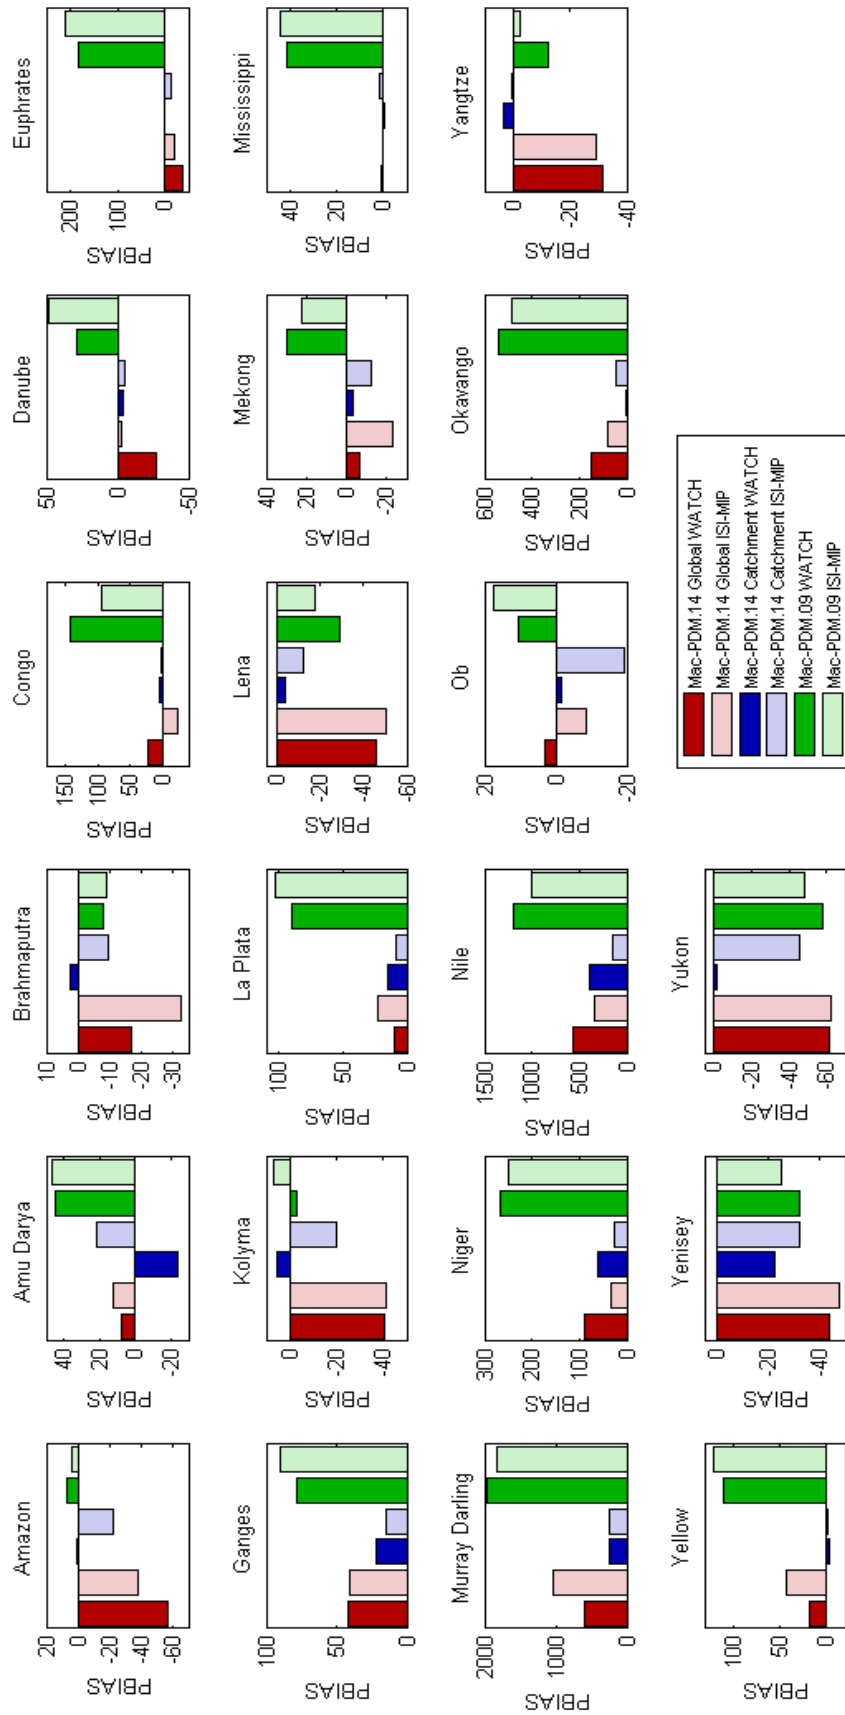 Amazon
PBIAS
20
0
-20
-40
-60
Amu Darya
PBIAS
40
20
0
-20
Brahmaputra
PBIAS
10
0
-10
-20
-30
Congo
PBIAS
150
100
50
0
Danube
PBIAS
50
0
-50
Euphrates
PBIAS
200
100
0
Ganges
PBIAS
100
50
0
Kolyma
PBIAS
0
-20
-40
La Plata
PBIAS
100
50
0
Lena
PBIAS
0
-20
-40
-60
Mekong
PBIAS
40
20
0
-20
Mississippi
PBIAS
40
20
0
Murray Darling
PBIAS
2000
1000
0
Niger
PBIAS
300
200
100
0
Nile
PBIAS
1500
1000
500
0
Ob
PBIAS
20
0
-20
Okavango
PBIAS
600
400
200
0
Yangtze
PBIAS
0
-20
-40
Yellow
PBIAS
100
50
0
Yenisey
PBIAS
0
-20
-40
Yukon
PBIAS
0
-20
-40
-60
Mac-PDM.14 Global WATCH
Mac-PDM.14 Global ISI-MIP
Mac-PDM.14 Catchment WATCH
Mac-PDM.14 Catchment ISI-MIP
Mac-PDM.09 WATCH
Mac-PDM.09 ISI-MIP